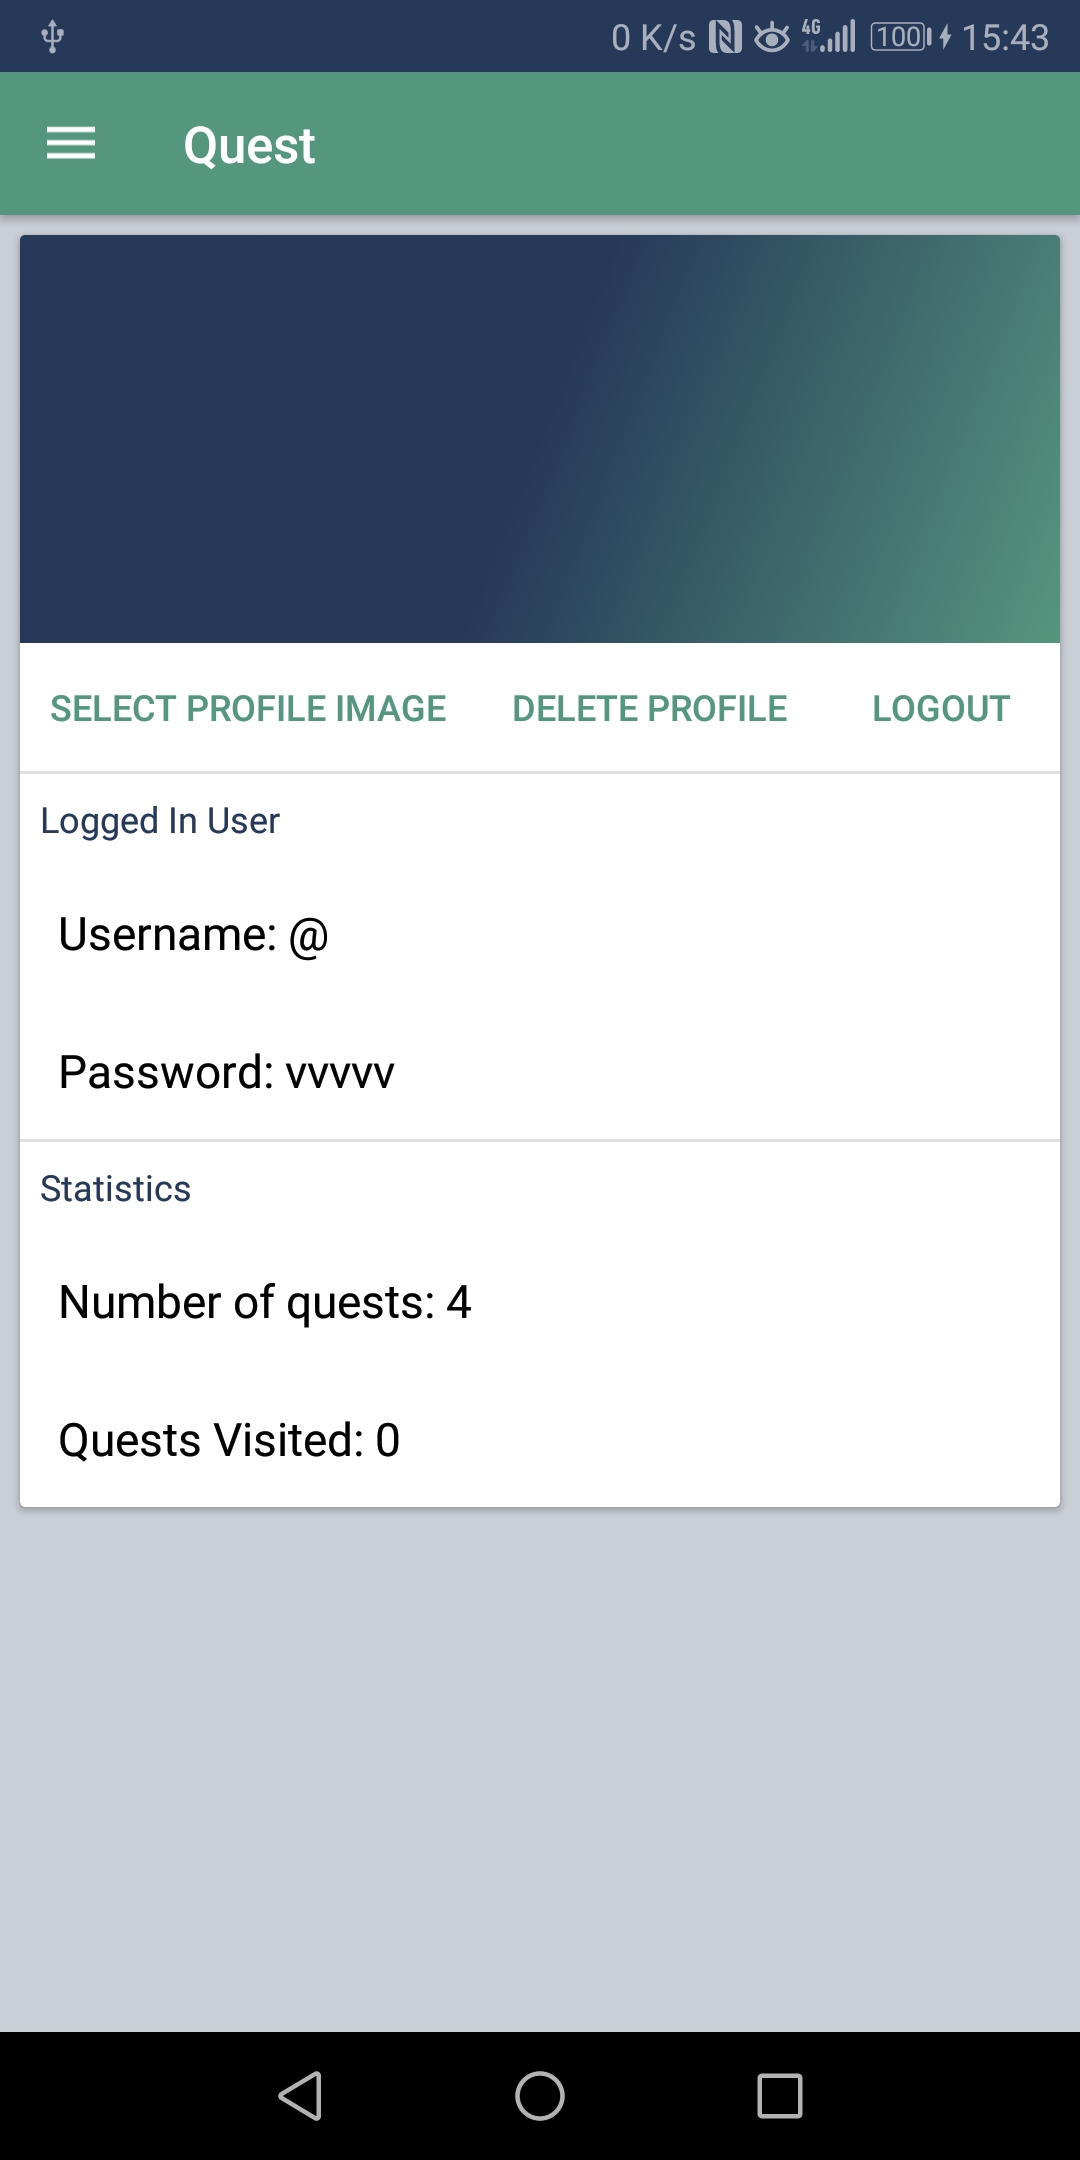 0 K/s 4G 100 15:43
Quest
SELECT PROFILE IMAGE DELETE PROFILE LOGOUT
Logged In User
Username: @
Password: vvvvv
Statistics
Number of quests: 4
Quests Visited: 0